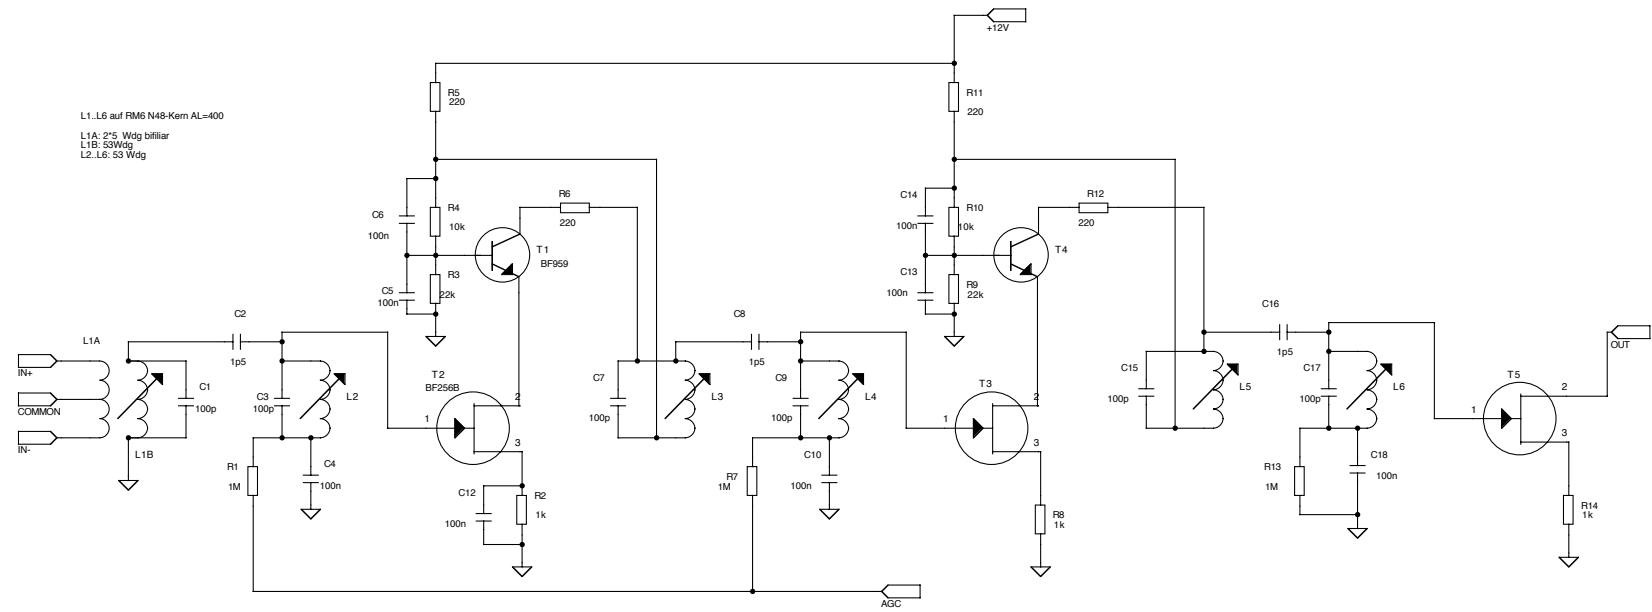 +12V
R5
220
R11
220
L1..L6 auf RM6 N48-Kern AL=400
L1A: 2*5 Wdg bifiliar
L1B: 53Wdg
L2..L6: 53 Wdg
C6
100n
R4
10k
R6
220
T1
BF959
C5
100n
R3
22k
C14
100n
R10
10k
R12
220
T4
C13
100n
R9
22k
C2
1p5
C8
1p5
C16
1p5
L1A
IN+
COMMON
IN-
L1B
C1
100p
C3
100p
L2
T2
BF256B
1
2
3
C7
100p
L3
C9
100p
L4
T3
1
2
3
C15
100p
L5
C17
100p
L6
T5
1
2
3
OUT
R1
1M
C4
100n
C12
100n
R2
1k
R7
1M
C10
100n
R8
1k
R13
1M
C18
100n
R14
1k
AGC